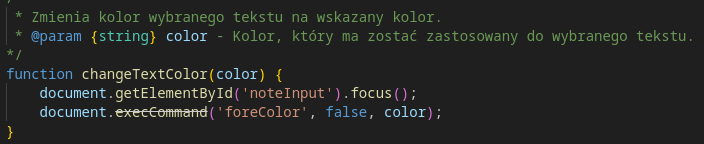 * Zmienia kolor wybranego tekstu na wskazany kolor.
* @param {string} color - Kolor, który ma zostać zastosowany do wybranego tekstu.
*/
function changeTextColor(color) {
    document.getElementById('noteInput').focus();
    document.execCommand('foreColor', false, color);
}